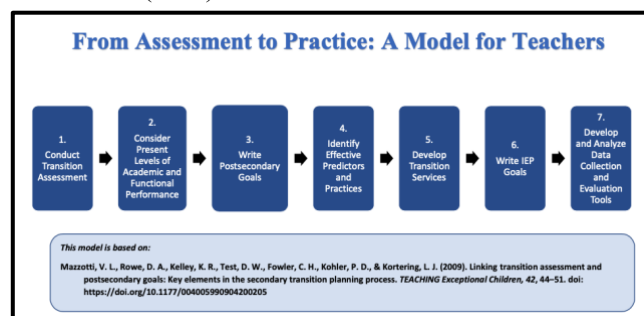 From Assessment to Practice: A Model for Teachers
1.
Conduct
Transition
Assessment
2.
Consider
Present
Levels of
Academic and
Functional
Performance
3.
Write
Postsecondary
Goals
4.
Identify
Effective
Predictors
and
Practices
5.
Develop
Transition
Services
6.
Write IEP
Goals
7.
Develop
and Analyze
Data
Collection
and
Evaluation
Tools
This model is based on:
Mazzotti, V. L., Rowe, D. A., Kelley, K. R., Test, D. W., Fowler, C. H., Kohler, P. D., & Kortering, L. J. (2009). Linking transition assessment and
postsecondary goals: Key elements in the secondary transition planning process. TEACHING Exceptional Children, 42, 44–51. doi:
https://doi.org/10.1177/004005990904200205